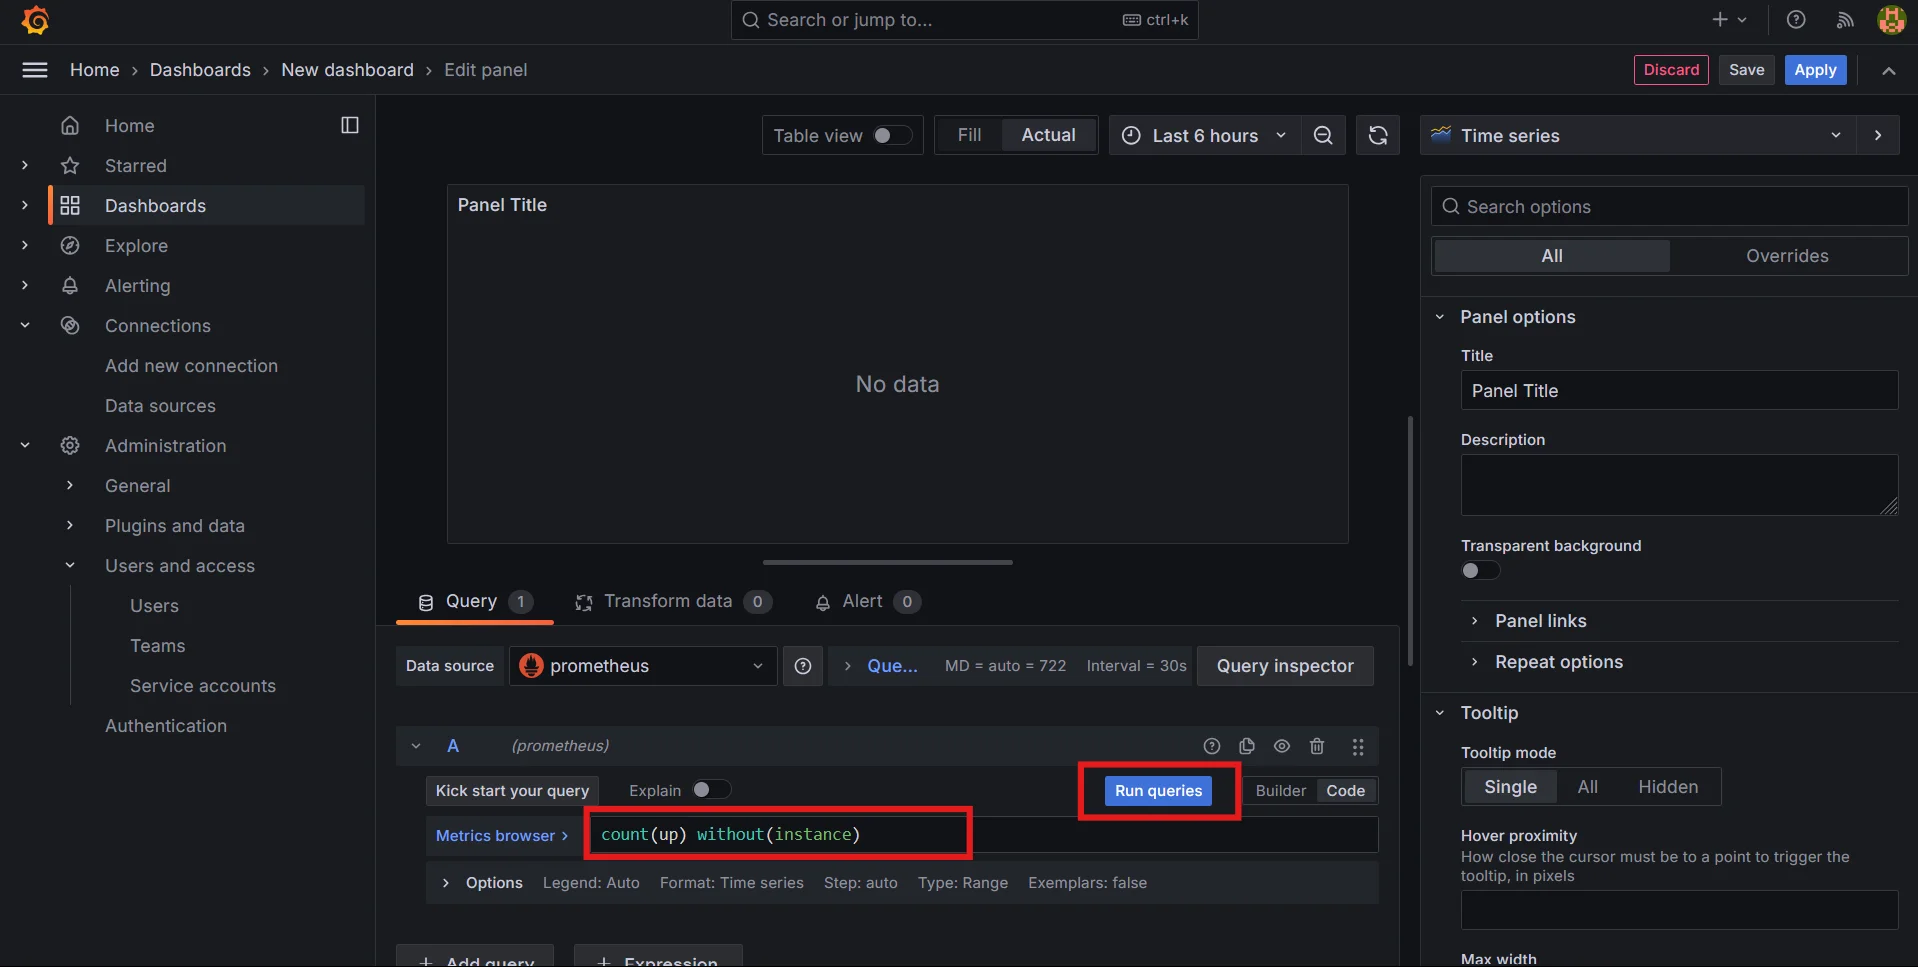 Search or jump to... ctrl+k
Home › Dashboards › New dashboard › Edit panel
Discard Save Apply
Home
Starred
Dashboards
Explore
Alerting
Connections
Add new connection
Data sources
Administration
General
Plugins and data
Users and access
Users
Teams
Service accounts
Authentication
Table view Fill Actual Last 6 hours
Panel Title
No data
Query 1 Transform data 0 Alert 0
Data source prometheus Que... MD = auto = 722 Interval = 30s Query inspector
A (prometheus)
Kick start your query Explain Run queries Builder Code
Metrics browser > count(up) without(instance)
Options Legend: Auto Format: Time series Step: auto Type: Range Exemplars: false
+ Add query + Expression
Time series
Search options
All Overrides
Panel options
Title
Panel Title
Description
Transparent background
Panel links
Repeat options
Tooltip
Tooltip mode
Single All Hidden
Hover proximity
How close the cursor must be to a point to trigger the
tooltip, in pixels
Max width